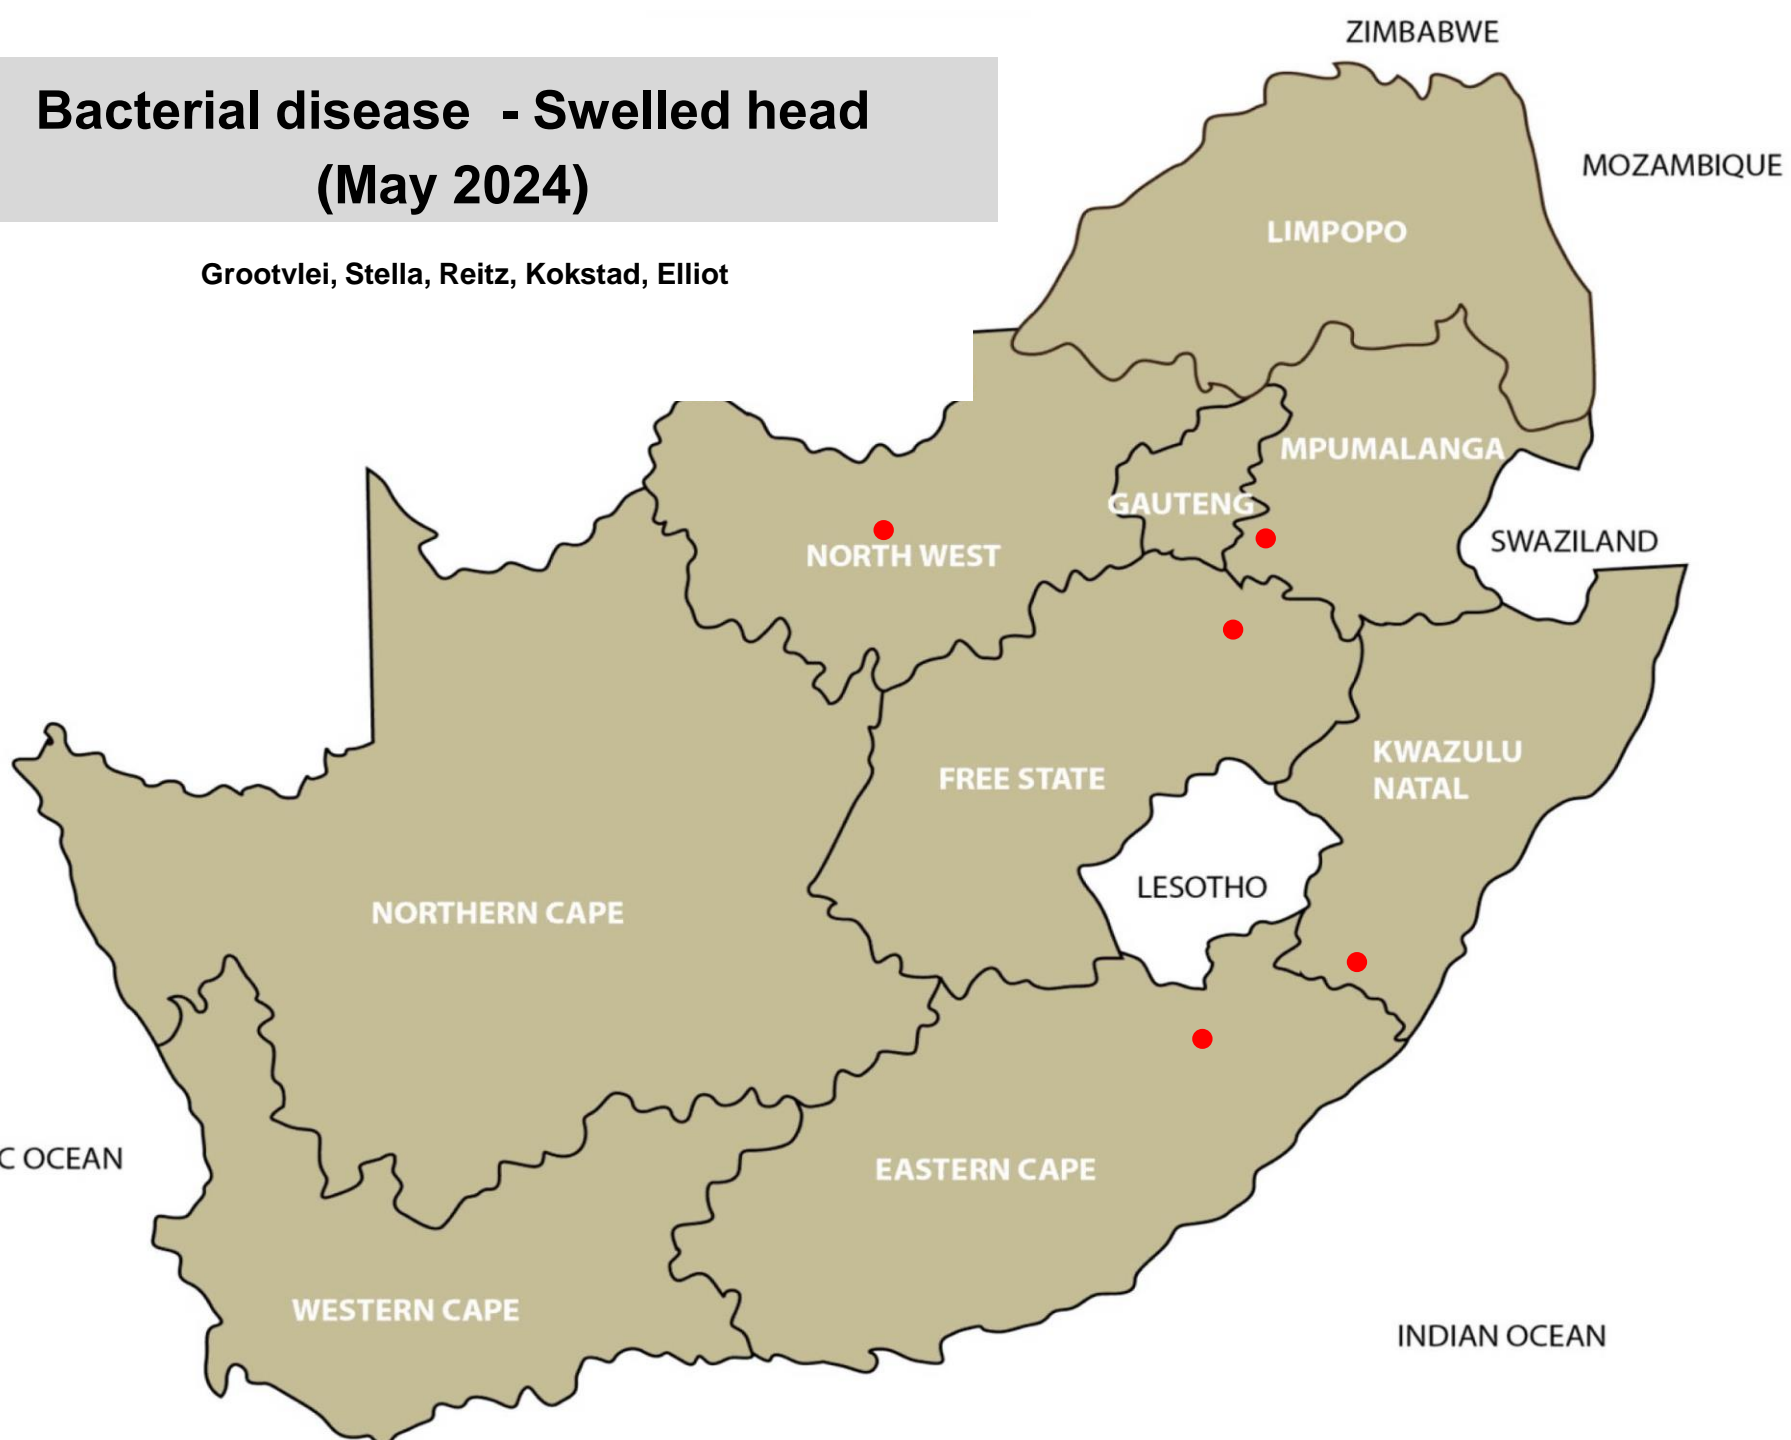 ZIMBABWE
Bacterial disease - Swelled head
(May 2024)
MOZAMBIQUE
LIMPOPO
Grootvlei, Stella, Reitz, Kokstad, Elliot
MPUMALANGA
GAUTENG
SWAZILAND
NORTH WEST
KWAZULU
NATAL
FREE STATE
LESOTHO
NORTHERN CAPE
C OCEAN
EASTERN CAPE
WESTERN CAPE
INDIAN OCEAN